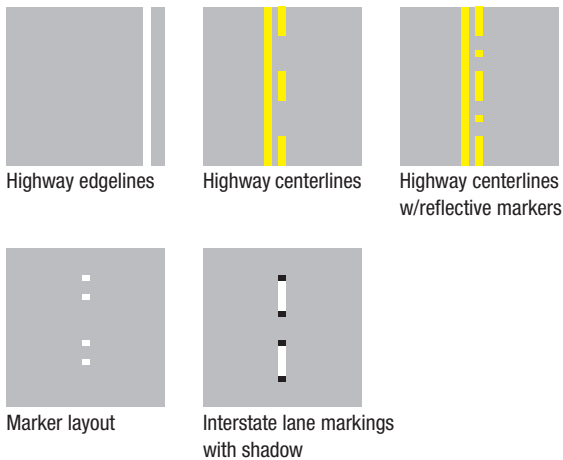 Highway edgelines
Highway centerlines
Highway centerlines
w/reflective markers
Marker layout
Interstate lane markings
with shadow